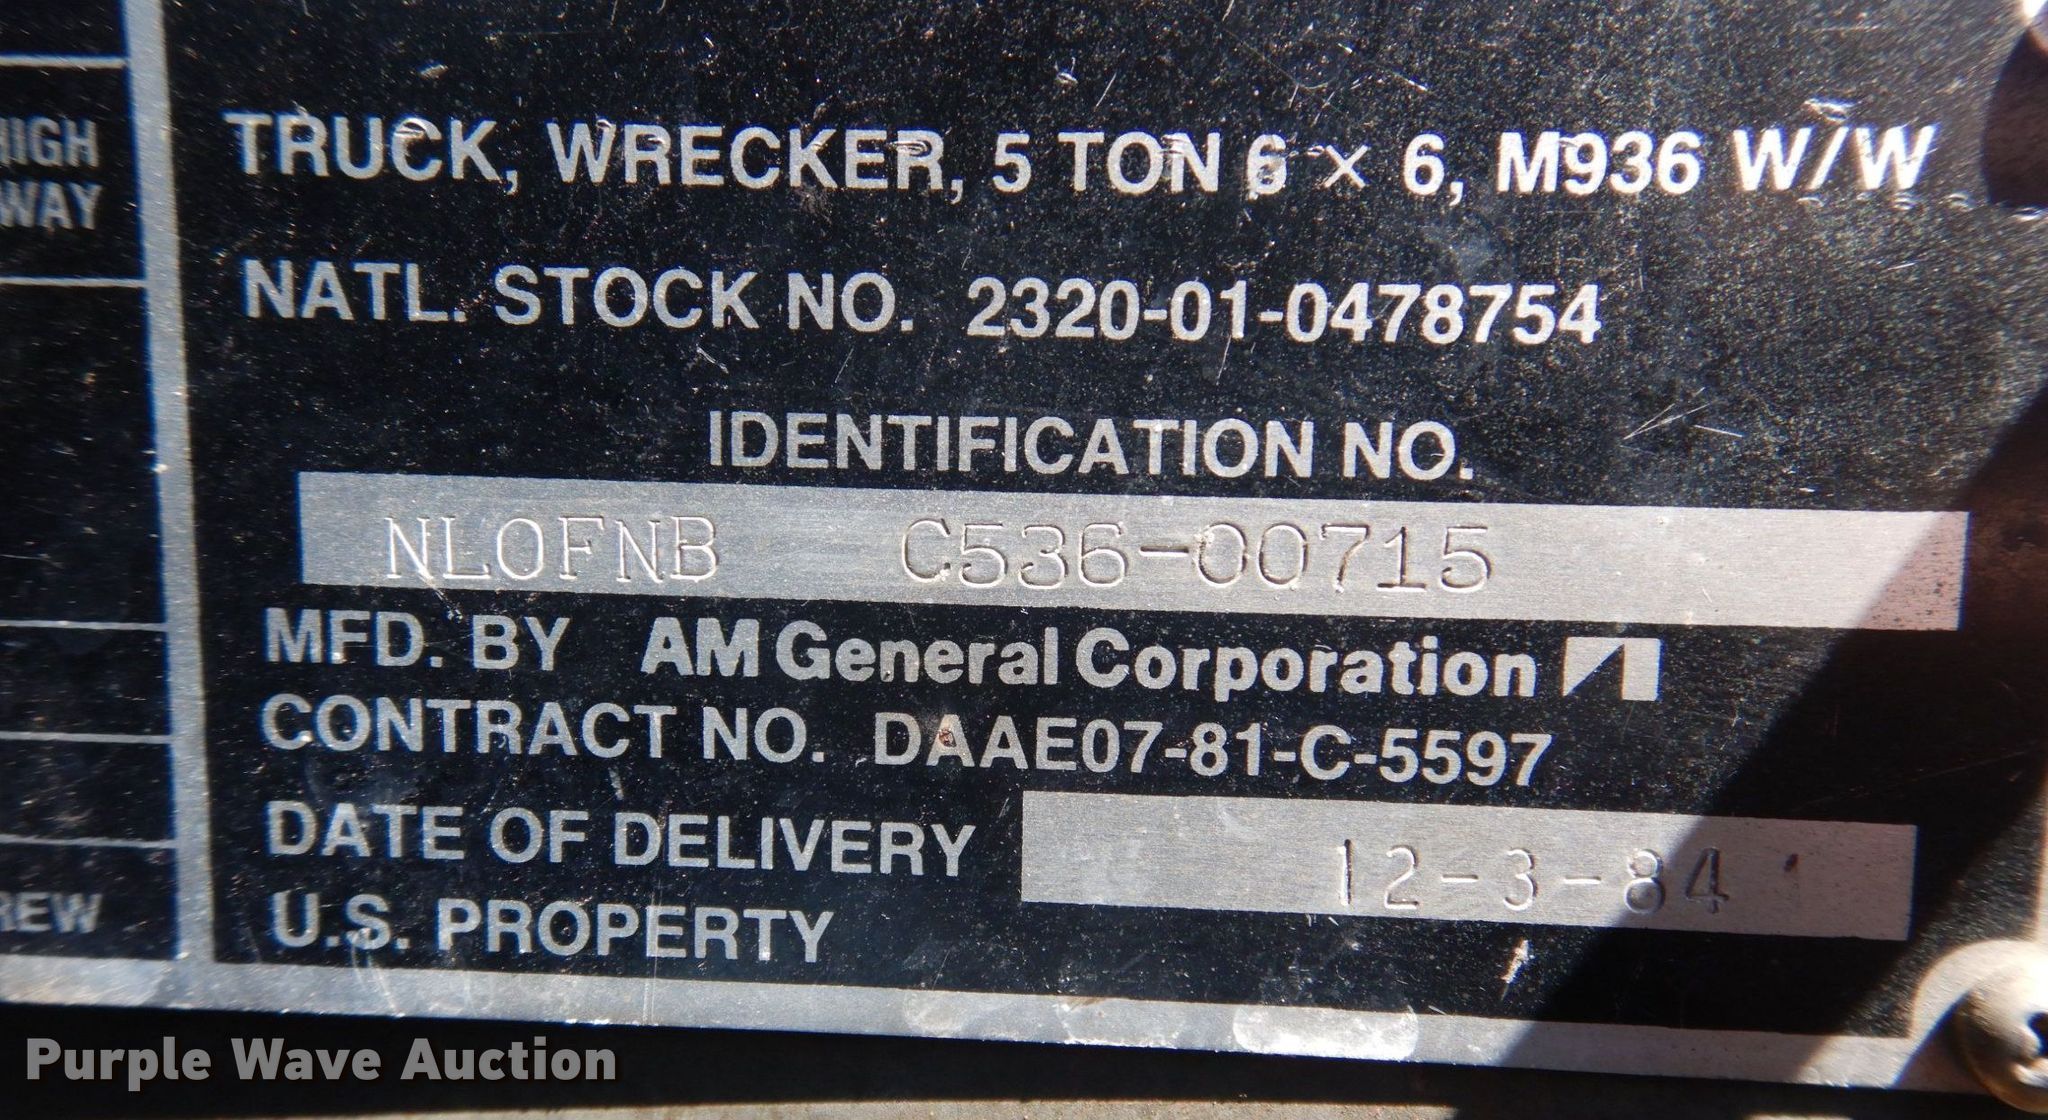 HIGH
WAY
REW
TRUCK, WRECKER, 5 TON 6 × 6, M936 W/W
NATL. STOCK NO. 2320-01-0478754
IDENTIFICATION NO.
NL0FNB C536-00715
MFD. BY AM General Corporation
CONTRACT NO. DAAE07-81-C-5597
DATE OF DELIVERY 12-3-84
U.S. PROPERTY
Purple Wave Auction